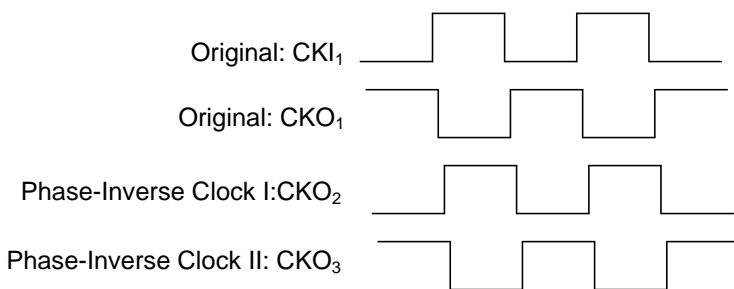 Original: CKI₁
Original: CKO₁
Phase-Inverse Clock I:CKO₂
Phase-Inverse Clock II: CKO₃